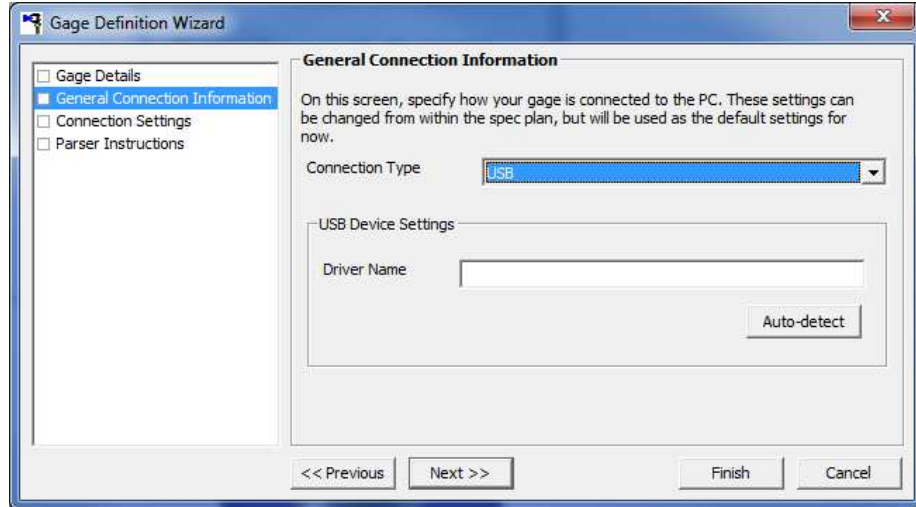 Gage Definition Wizard
Gage Details
General Connection Information
Connection Settings
Parser Instructions
General Connection Information
On this screen, specify how your gage is connected to the PC. These settings can
be changed from within the spec plan, but will be used as the default settings for
now.
Connection Type
USB
USB Device Settings
Driver Name
Auto-detect
<< Previous
Next >>
Finish
Cancel